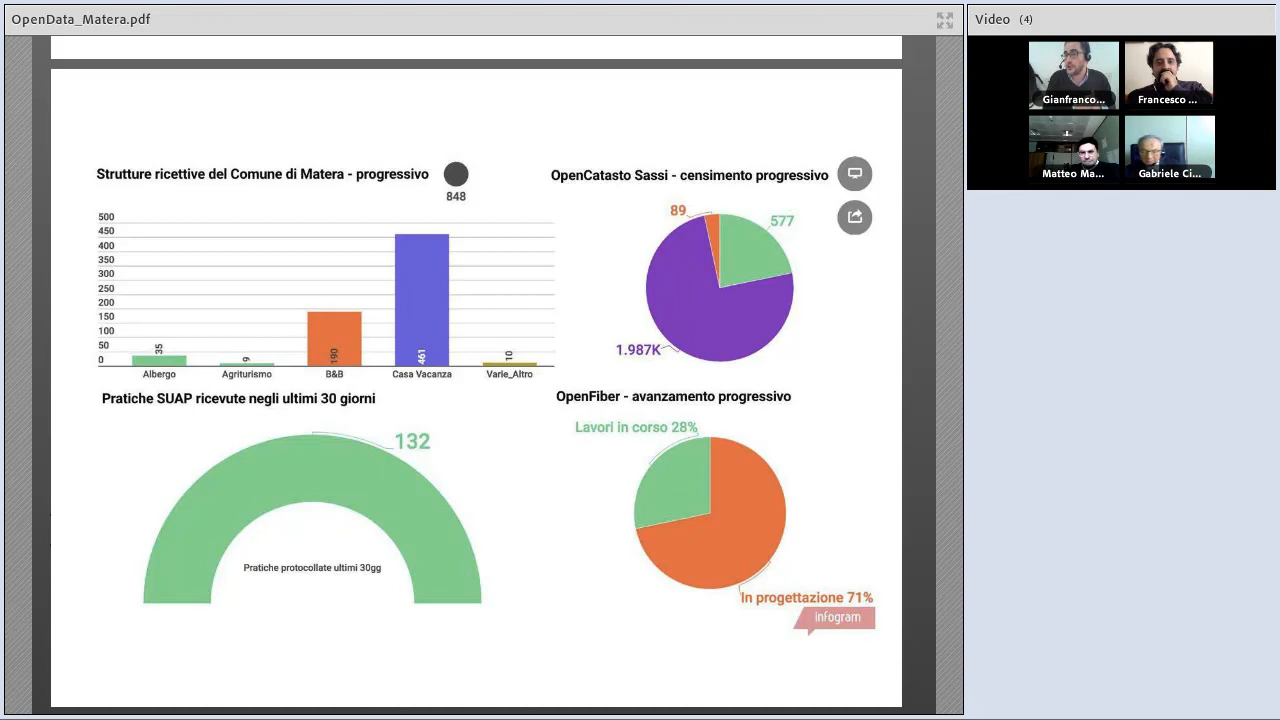 OpenData_Matera.pdf
Video (4)
Gianfranco...
Francesco ...
Matteo Ma...
Gabriele Ci...
Strutture ricettive del Comune di Matera - progressivo
848
500
450
400
350
300
250
200
150
100
50
0
35
9
190
461
10
Albergo
Agriturismo
B&B
Casa Vacanza
Varie_Altro
OpenCatasto Sassi - censimento progressivo
89
577
1.987K
Pratiche SUAP ricevute negli ultimi 30 giorni
132
Pratiche protocollate ultimi 30gg
OpenFiber - avanzamento progressivo
Lavori in corso 28%
In progettazione 71%
infogram